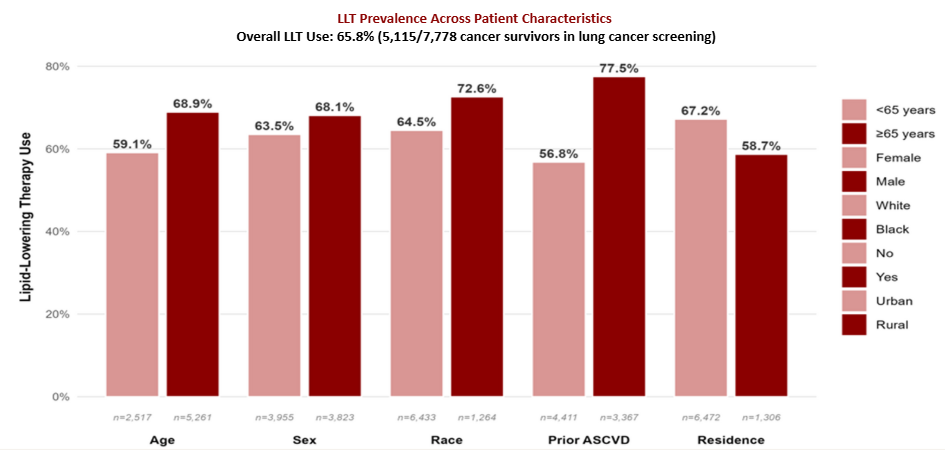 LLT Prevalence Across Patient Characteristics
Overall LLT Use: 65.8% (5,115/7,778 cancer survivors in lung cancer screening)
Lipid-Lowering Therapy Use
80%
60%
40%
20%
0%
59.1%
68.9%
63.5%
68.1%
64.5%
72.6%
56.8%
77.5%
67.2%
58.7%
n=2,517 n=5,261 n=3,955 n=3,823 n=6,433 n=1,264 n=4,411 n=3,367 n=6,472 n=1,306
Age Sex Race Prior ASCVD Residence
<65 years
≥65 years
Female
Male
White
Black
No
Yes
Urban
Rural